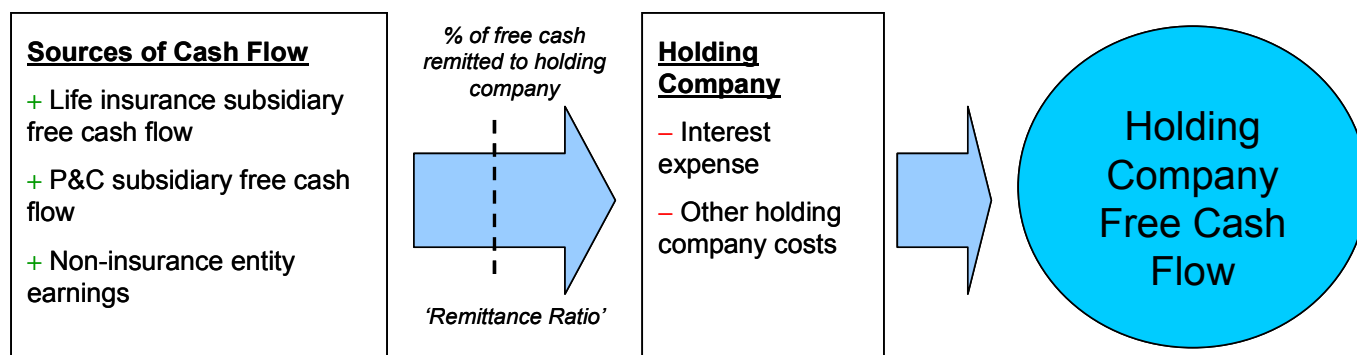 Sources of Cash Flow
+ Life insurance subsidiary
free cash flow
+ P&C subsidiary free cash
flow
+ Non-insurance entity
earnings
% of free cash
remitted to holding
company
'Remittance Ratio'
Holding
Company
– Interest
expense
– Other holding
company costs
Holding
Company
Free Cash
Flow